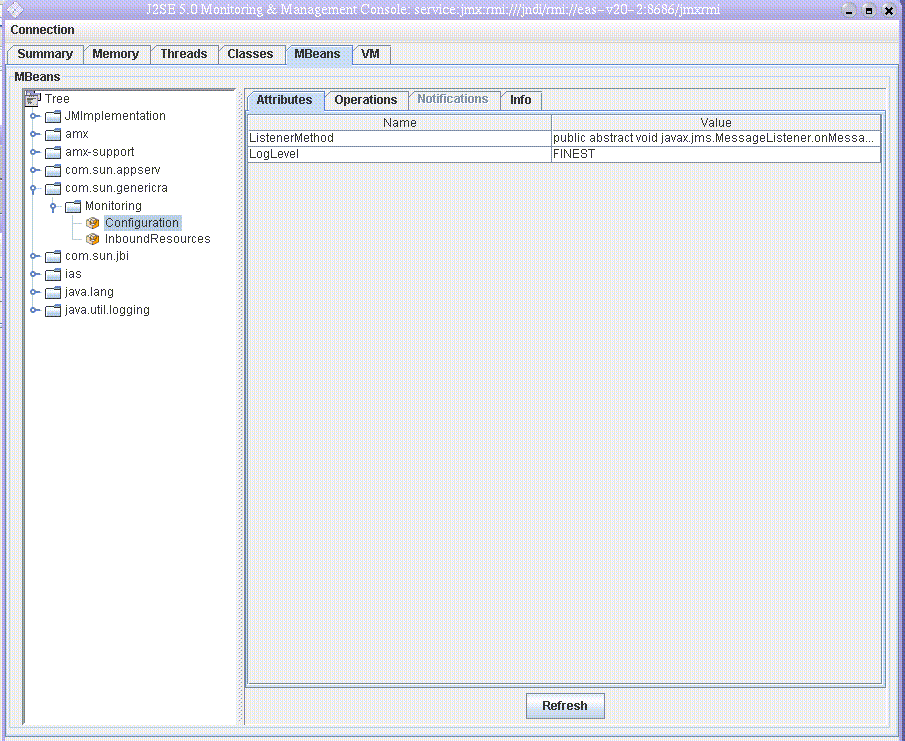 J2SE 5.0 Monitoring & Management Console: service:jmx:rmi:///jndi/rmi://eas-v20-2:8686/jmxrmi
Connection
Summary Memory Threads Classes MBeans VM
MBeans
Tree
JMImplementation
amx
amx-support
com.sun.appserv
com.sun.genericra
Monitoring
Configuration
InboundResources
com.sun.jbi
ias
java.lang
java.util.logging
Attributes Operations Notifications Info
Name Value
ListenerMethod public abstract void javax.jms.MessageListener.onMessa...
LogLevel FINEST
Refresh